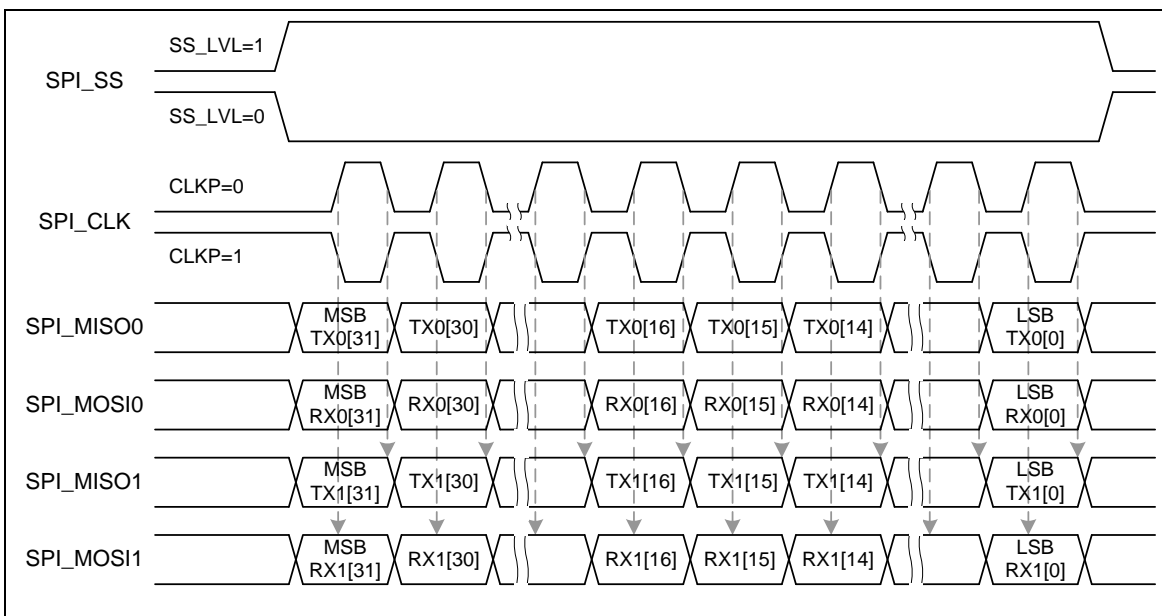 SS_LVL=1
SPI_SS
SS_LVL=0
CLKP=0
SPI_CLK
CLKP=1
SPI_MISO0
MSB
TX0[31]
TX0[30]
TX0[16]
TX0[15]
TX0[14]
LSB
TX0[0]
SPI_MOSI0
MSB
RX0[31]
RX0[30]
RX0[16]
RX0[15]
RX0[14]
LSB
RX0[0]
SPI_MISO1
MSB
TX1[31]
TX1[30]
TX1[16]
TX1[15]
TX1[14]
LSB
TX1[0]
SPI_MOSI1
MSB
RX1[31]
RX1[30]
RX1[16]
RX1[15]
RX1[14]
LSB
RX1[0]